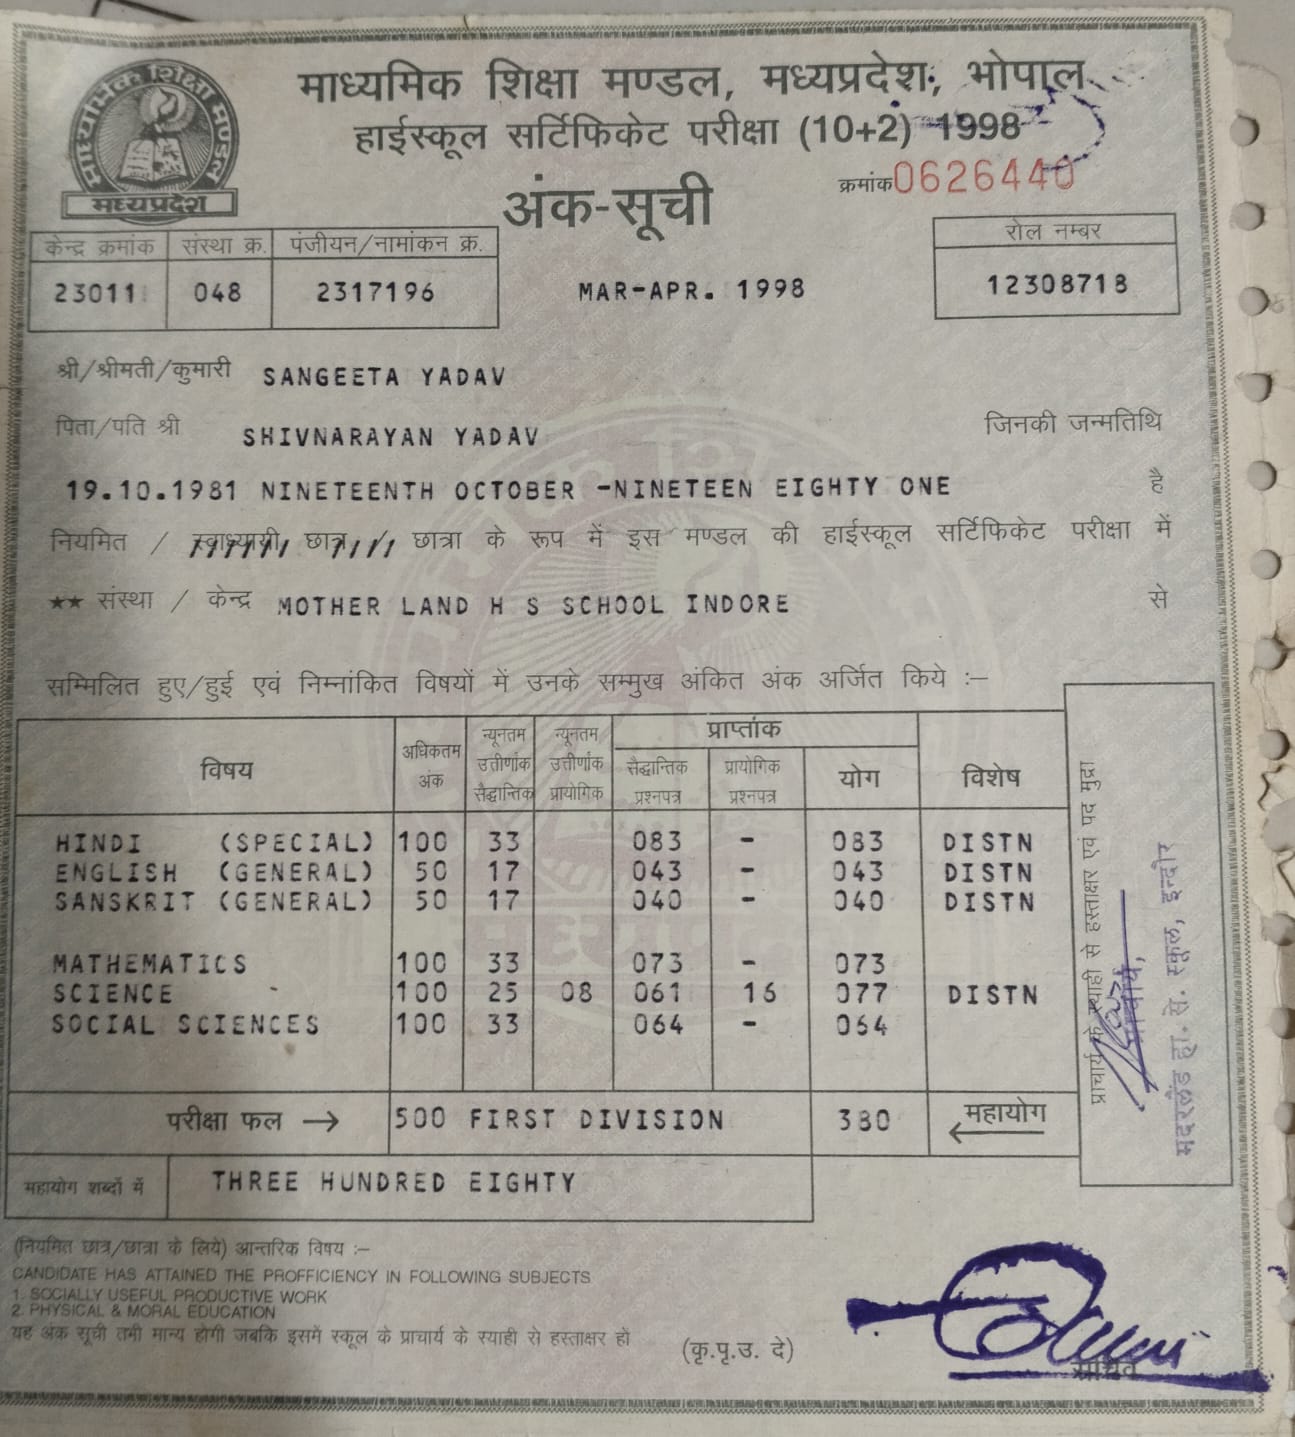 माध्यमिक शिक्षा मण्डल, मध्यप्रदेश, भोपाल
हाईस्कूल सर्टिफिकेट परीक्षा (10+2) 1998
माध्यमिक शिक्षा मण्डल
मध्यप्रदेश
अंक-सूची
क्रमांक 0626440
केन्द्र क्रमांक संस्था क्र. पंजीयन/नामांकन क्र.
23011 048 2317196
MAR-APR. 1998
रोल नम्बर
12308718
श्री/श्रीमती/कुमारी SANGEETA YADAV
पिता/पति श्री SHIVNARAYAN YADAV जिनकी जन्मतिथि
19.10.1981 NINETEENTH OCTOBER -NINETEEN EIGHTY ONE है
नियमित / स्वाध्यायी छात्र / छात्रा के रूप में इस मण्डल की हाईस्कूल सर्टिफिकेट परीक्षा में
★★ संस्था / केन्द्र MOTHER LAND H S SCHOOL INDORE से
सम्मिलित हुए/हुई एवं निम्नांकित विषयों में उनके सम्मुख अंकित अंक अर्जित किये :–
विषय अधिकतम अंक न्यूनतम उत्तीर्णांक सैद्धान्तिक न्यूनतम उत्तीर्णांक प्रायोगिक प्राप्तांक सैद्धान्तिक प्रश्नपत्र प्रायोगिक प्रश्नपत्र योग विशेष
HINDI (SPECIAL) 100 33 083 - 083 DISTN
ENGLISH (GENERAL) 50 17 043 - 043 DISTN
SANSKRIT (GENERAL) 50 17 040 - 040 DISTN
MATHEMATICS 100 33 073 - 073
SCIENCE 100 25 08 061 16 077 DISTN
SOCIAL SCIENCES 100 33 064 - 064
परीक्षा फल → 500 FIRST DIVISION 380 ← महायोग
महायोग शब्दों में THREE HUNDRED EIGHTY
प्राचार्य के स्याही से हस्ताक्षर एवं पद मुद्रा
प्राचार्य,
मदरलैंड हा. से. स्कूल, इन्दौर
(नियमित छात्र/छात्रा के लिये) आन्तरिक विषय :–
CANDIDATE HAS ATTAINED THE PROFFICIENCY IN FOLLOWING SUBJECTS
1. SOCIALLY USEFUL PRODUCTIVE WORK
2. PHYSICAL & MORAL EDUCATION
यह अंक सूची तभी मान्य होगी जबकि इसमें स्कूल के प्राचार्य के स्याही से हस्ताक्षर हों
(कृ.पृ.उ. दे)
सचिव